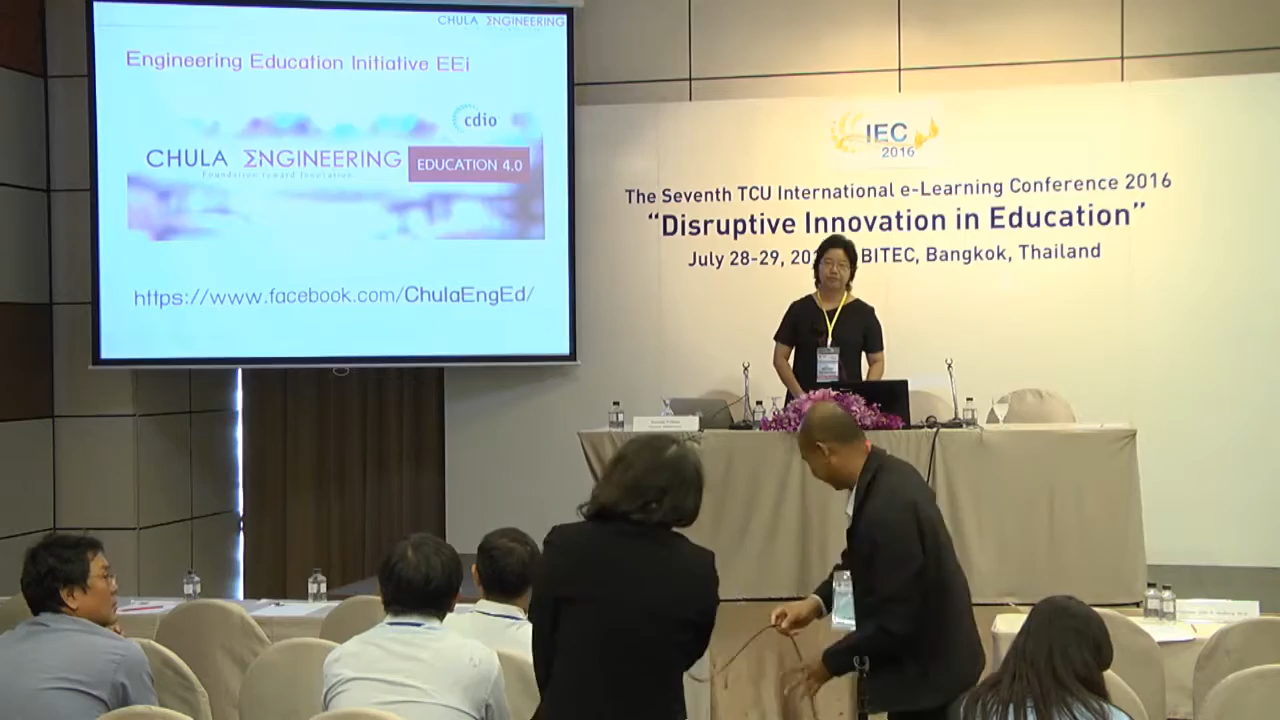 CHULA ΣNGINEERING
Engineering Education Initiative EEi
cdio
CHULA ΣNGINEERING
EDUCATION 4.0
Foundation toward Innovation
https://www.facebook.com/ChulaEngEd/
IEC
2016
The Seventh TCU International e-Learning Conference 2016
“Disruptive Innovation in Education”
July 28-29, 20 BITEC, Bangkok, Thailand